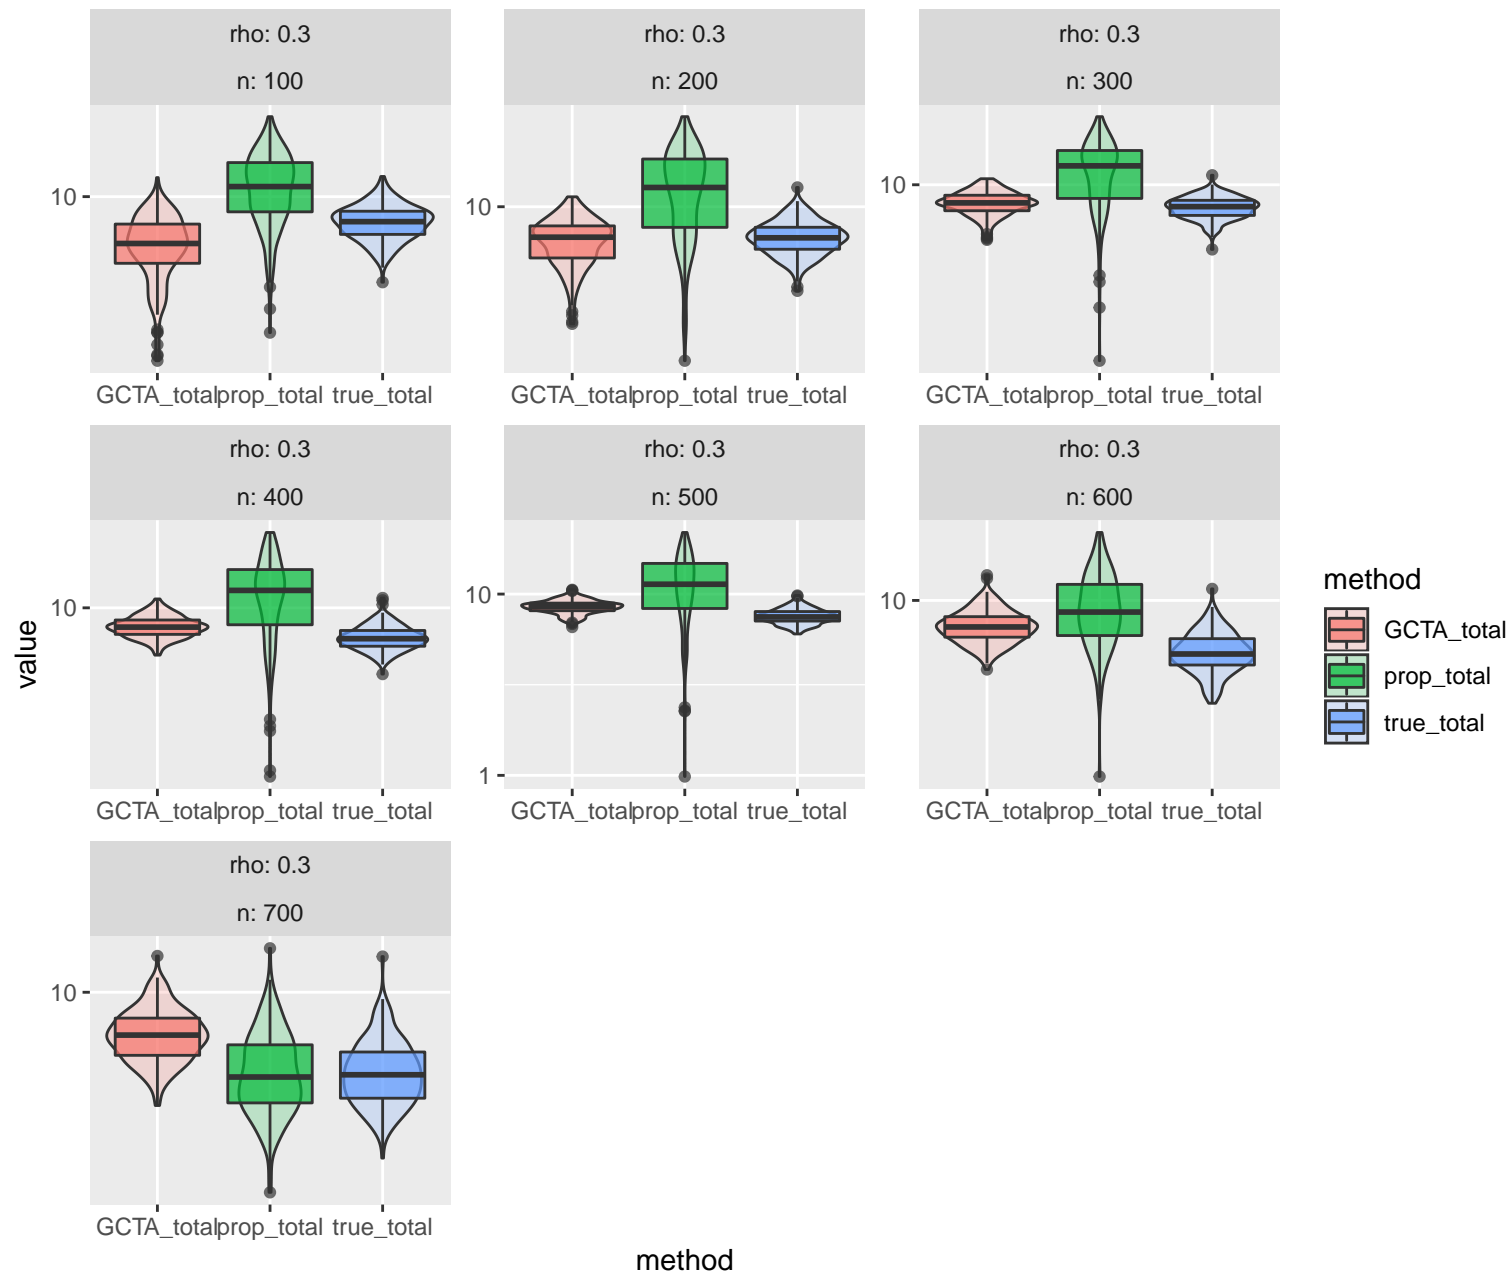 rho: 0.3
n: 100
rho: 0.3
n: 200
rho: 0.3
n: 300
10
10
10
GCTA_total prop_total true_total
GCTA_total prop_total true_total
GCTA_total prop_total true_total
rho: 0.3
n: 400
rho: 0.3
n: 500
rho: 0.3
n: 600
10
10
1
10
GCTA_total prop_total true_total
GCTA_total prop_total true_total
GCTA_total prop_total true_total
rho: 0.3
n: 700
10
GCTA_total prop_total true_total
value
method
method
GCTA_total
prop_total
true_total